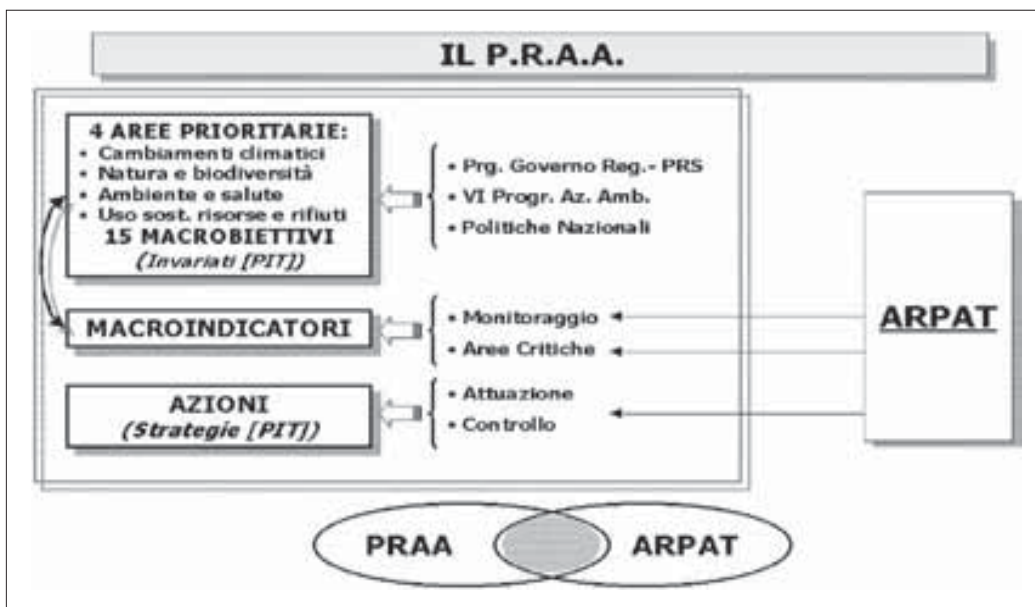 IL P.R.A.A.
4 AREE PRIORITARIE:
• Cambiamenti climatici
• Natura e biodiversità
• Ambiente e salute
• Uso sost. risorse e rifiuti
15 MACROBIETTIVI
(Invariati [PIT])
• Prg. Governo Reg.- PRS
• VI Progr. Az. Amb.
• Politiche Nazionali
MACROINDICATORI
• Monitoraggio
• Aree Critiche
AZIONI
(Strategie [PIT])
• Attuazione
• Controllo
ARPAT
PRAA
ARPAT